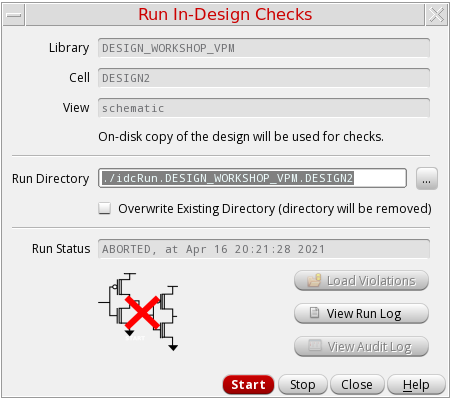 Run In-Design Checks
Library DESIGN_WORKSHOP_VPM
Cell DESIGN2
View schematic
On-disk copy of the design will be used for checks.
Run Directory ./idcRun.DESIGN_WORKSHOP_VPM.DESIGN2 ...
Overwrite Existing Directory (directory will be removed)
Run Status ABORTED, at Apr 16 20:21:28 2021
Load Violations
View Run Log
View Audit Log
Start Stop Close Help